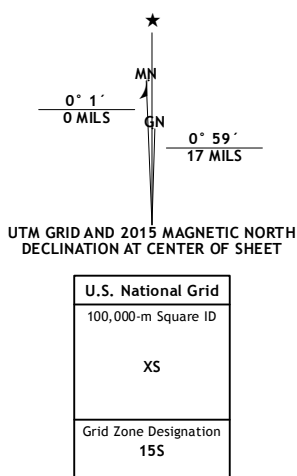 MN
GN
0° 1´
0 MILS
0° 59´
17 MILS
UTM GRID AND 2015 MAGNETIC NORTH
DECLINATION AT CENTER OF SHEET
U.S. National Grid
100,000-m Square ID
XS
Grid Zone Designation
15S